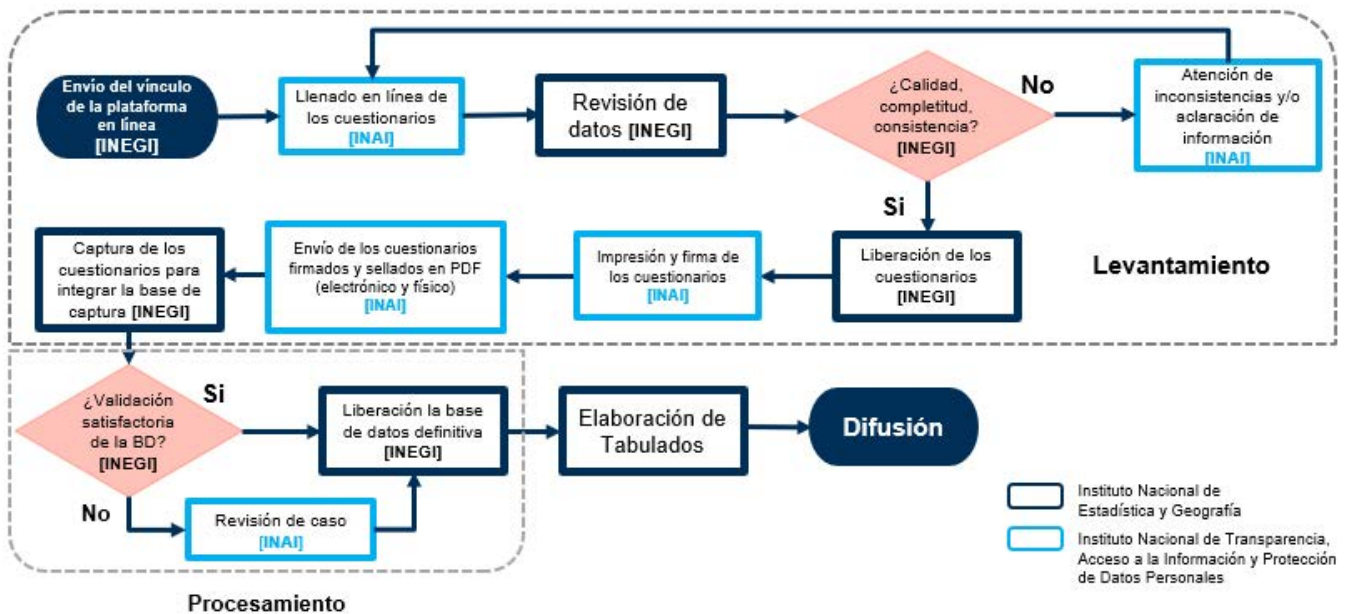 Envío del vínculo
de la plataforma
en línea
[INEGI]
Llenado en línea de
los cuestionarios
[INAI]
Revisión de
datos [INEGI]
¿Calidad,
completitud,
consistencia?
[INEGI]
No
Atención de
inconsistencias y/o
aclaración de
información
[INAI]
Si
Captura de los
cuestionarios para
integrar la base de
captura [INEGI]
Envío de los cuestionarios
firmados y sellados en PDF
(electrónico y físico)
[INAI]
Impresión y firma de
los cuestionarios
[INAI]
Liberación de los
cuestionarios
[INEGI]
Levantamiento
¿Validación
satisfactoria
de la BD?
[INEGI]
Si
Liberación la base
de datos definitiva
[INEGI]
Elaboración de
Tabulados
Difusión
No
Revisión de caso
[INAI]
Procesamiento
Instituto Nacional de
Estadística y Geografía
Instituto Nacional de Transparencia,
Acceso a la Información y Protección
de Datos Personales